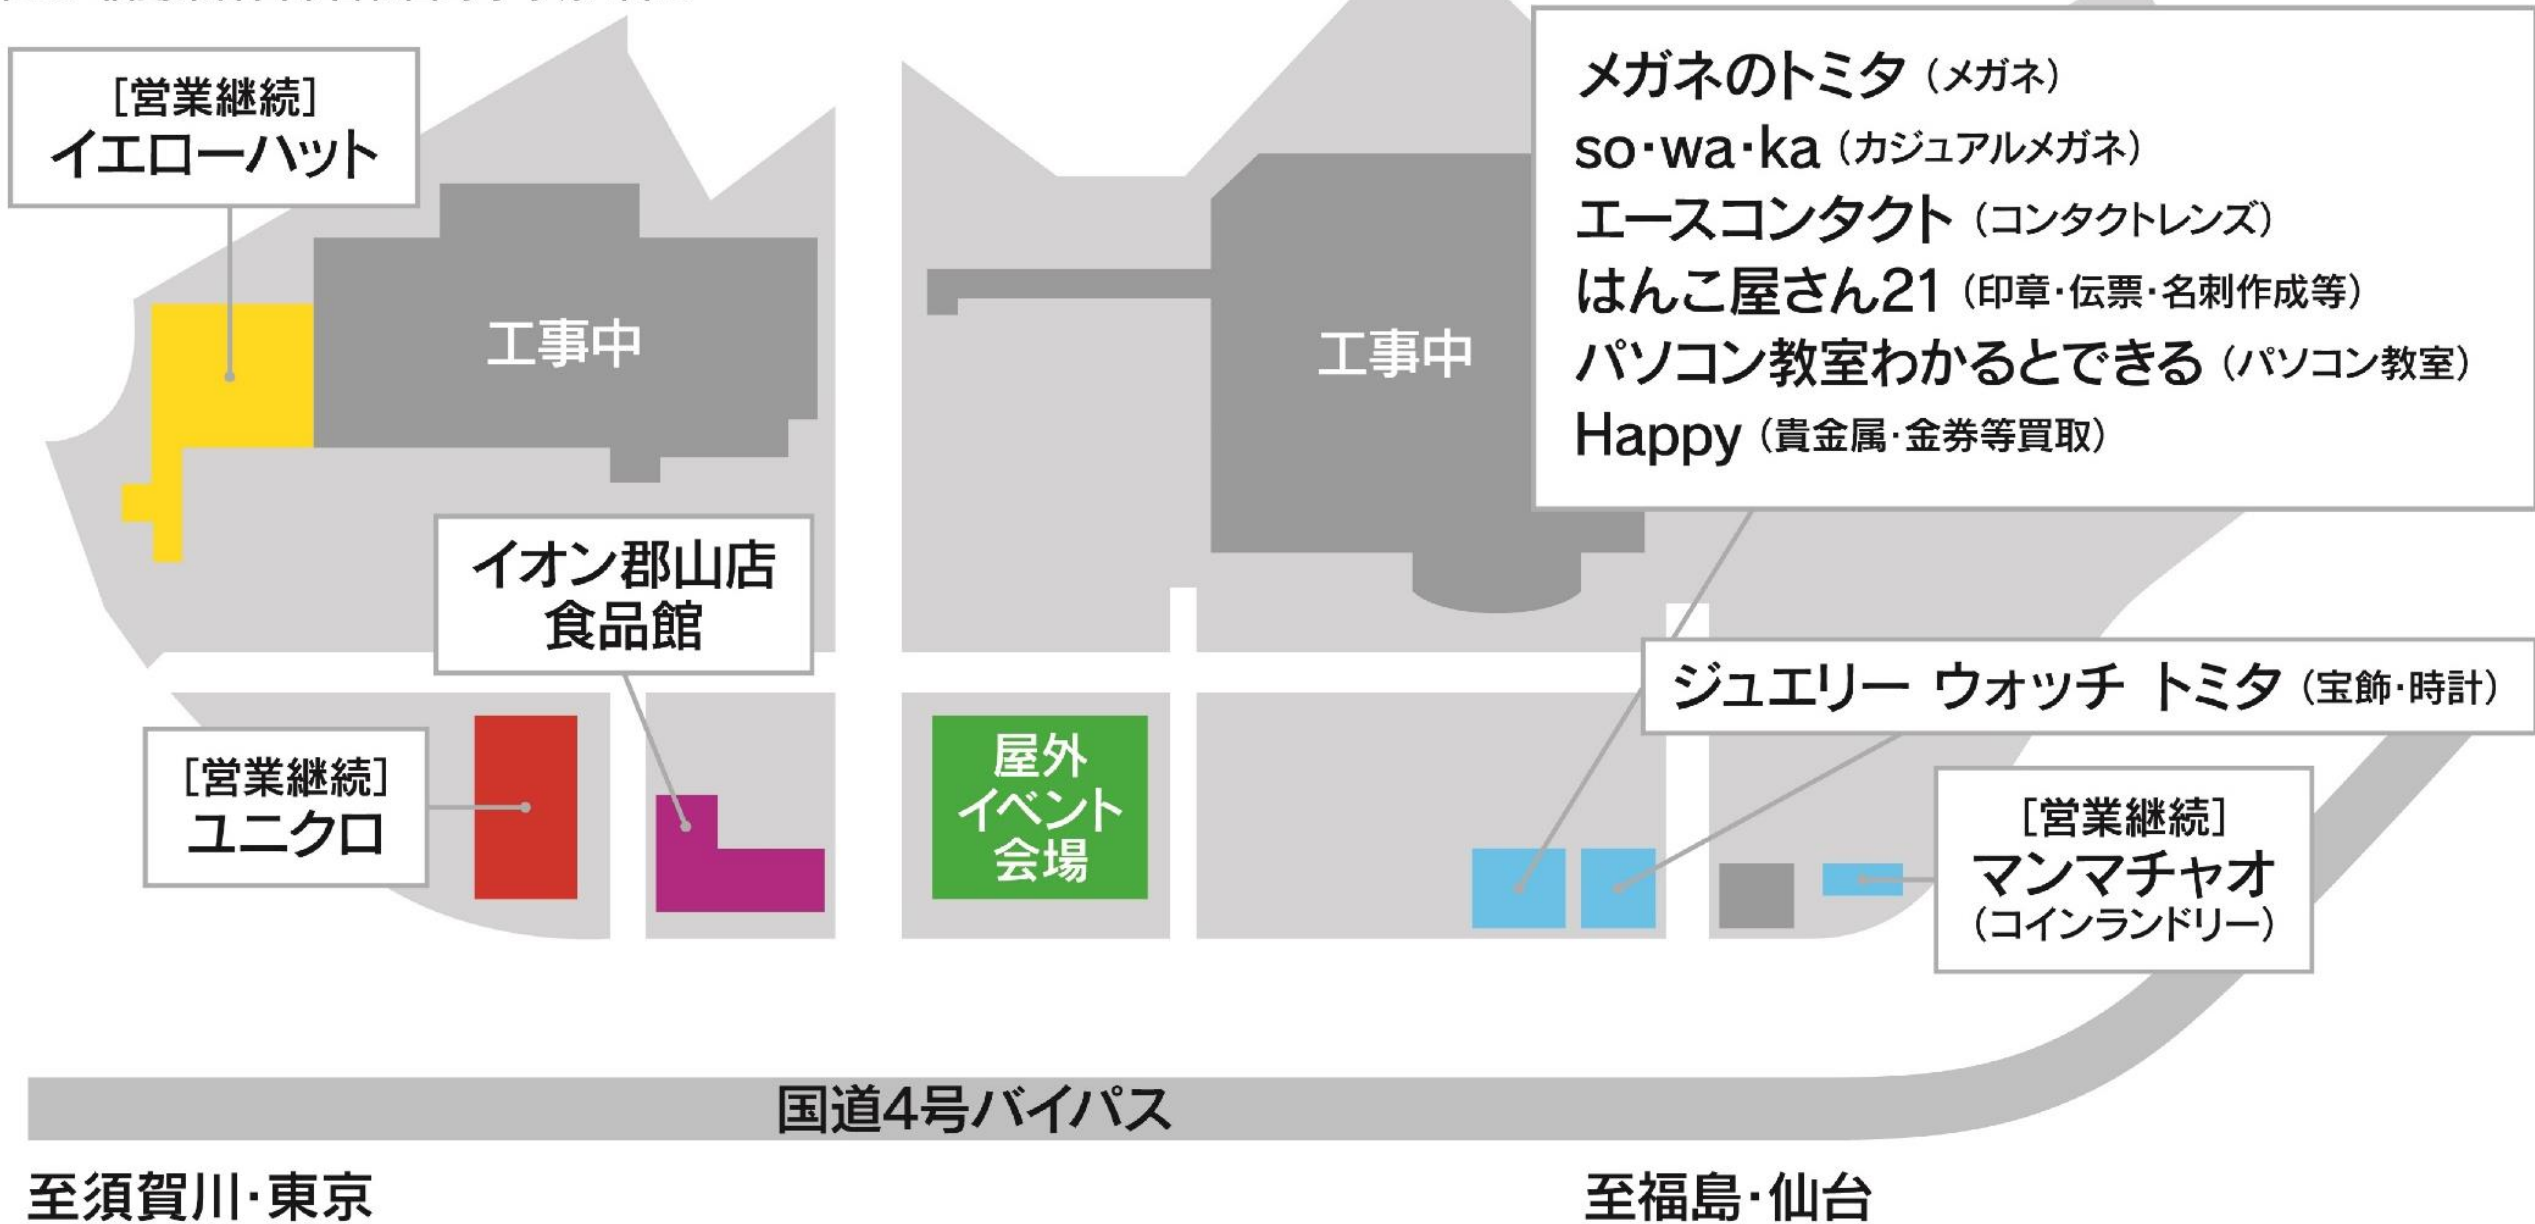 [営業継続]
イエローハット
メガネのトミタ（メガネ）
so·wa·ka（カジュアルメガネ）
エースコンタクト（コンタクトレンズ）
はんこ屋さん21（印章·伝票·名刺作成等）
パソコン教室わかるとできる（パソコン教室）
Happy（貴金属·金券等買取）
工事中
工事中
イオン郡山店
食品館
ジュエリー ウォッチ トミタ（宝飾·時計）
[営業継続]
ユニクロ
屋外
イベント
会場
[営業継続]
マンマチャオ
（コインランドリー）
国道4号バイパス
至須賀川·東京
至福島·仙台